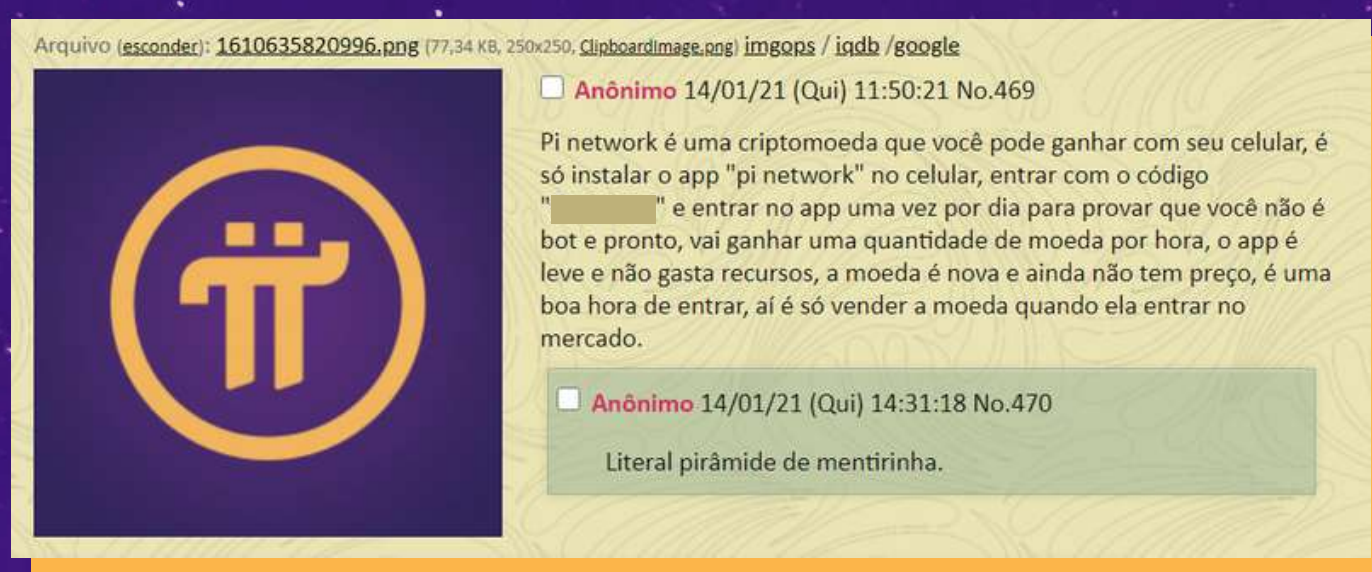 Arquivo (esconder): 1610635820996.png (77,34 KB, 250x250, ClipboardImage.png) imgops / iqdb /google
Anônimo 14/01/21 (Qui) 11:50:21 No.469
Pi network é uma criptomoeda que você pode ganhar com seu celular, é
só instalar o app "pi network" no celular, entrar com o código
" " e entrar no app uma vez por dia para provar que você não é
bot e pronto, vai ganhar uma quantidade de moeda por hora, o app é
leve e não gasta recursos, a moeda é nova e ainda não tem preço, é uma
boa hora de entrar, aí é só vender a moeda quando ela entrar no
mercado.
Anônimo 14/01/21 (Qui) 14:31:18 No.470
Literal pirâmide de mentirinha.